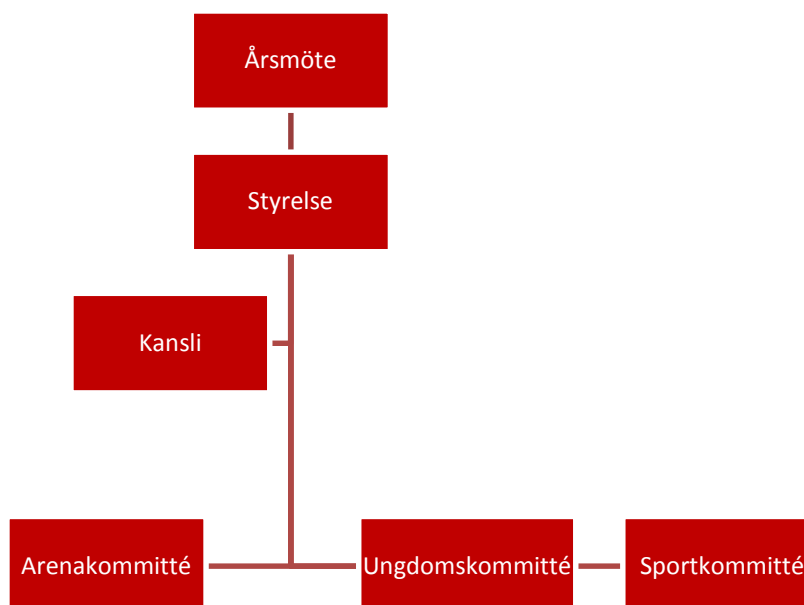 Årsmöte
Styrelse
Kansli
Arenakommitté
Ungdomskommitté
Sportkommitté